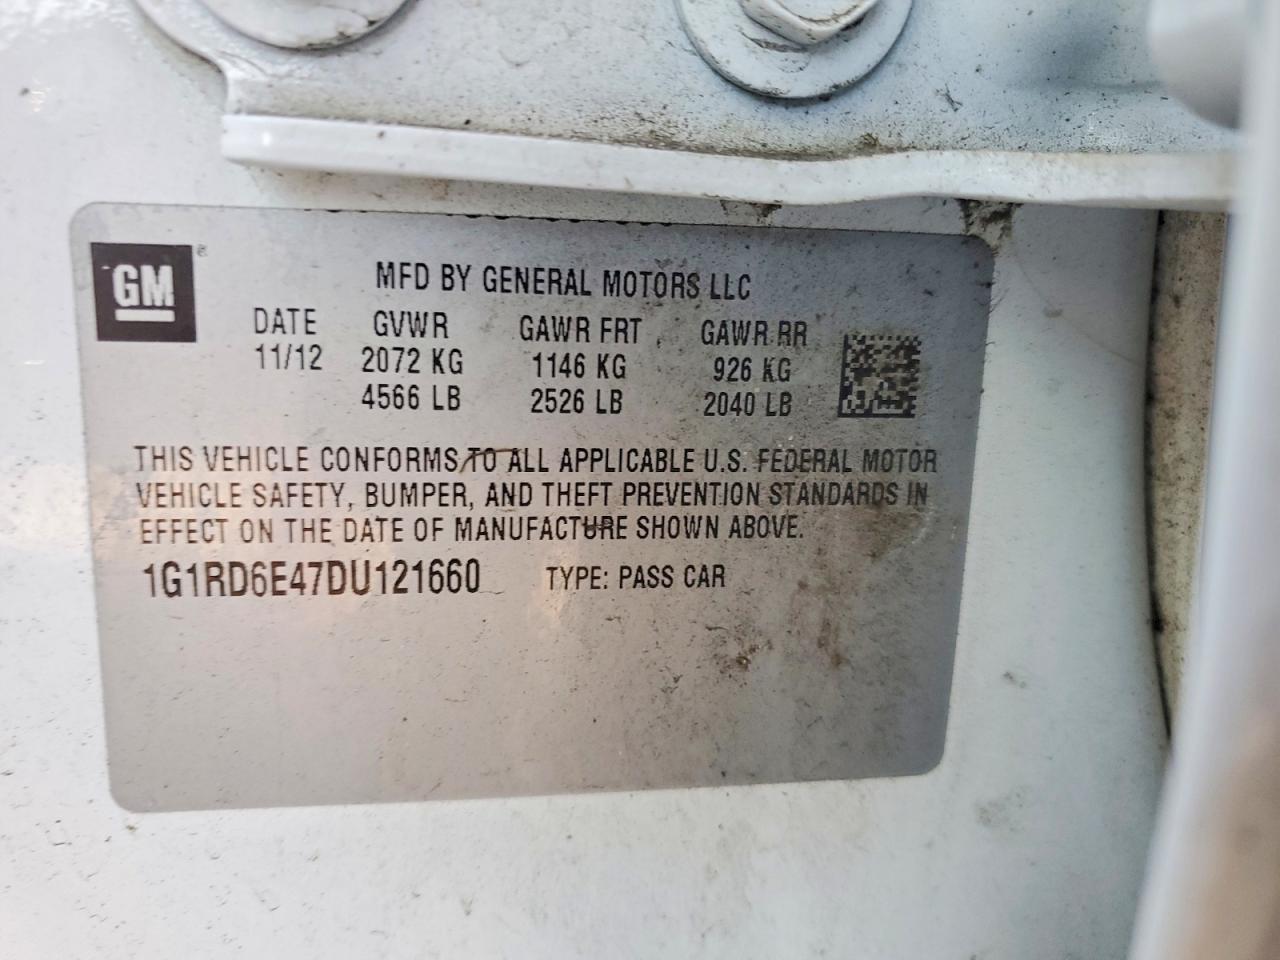 GM
®
MFD BY GENERAL MOTORS LLC
DATE GVWR GAWR FRT GAWR RR
11/12 2072 KG 1146 KG 926 KG
4566 LB 2526 LB 2040 LB
THIS VEHICLE CONFORMS TO ALL APPLICABLE U.S. FEDERAL MOTOR
VEHICLE SAFETY, BUMPER, AND THEFT PREVENTION STANDARDS IN
EFFECT ON THE DATE OF MANUFACTURE SHOWN ABOVE.
1G1RD6E47DU121660 TYPE: PASS CAR